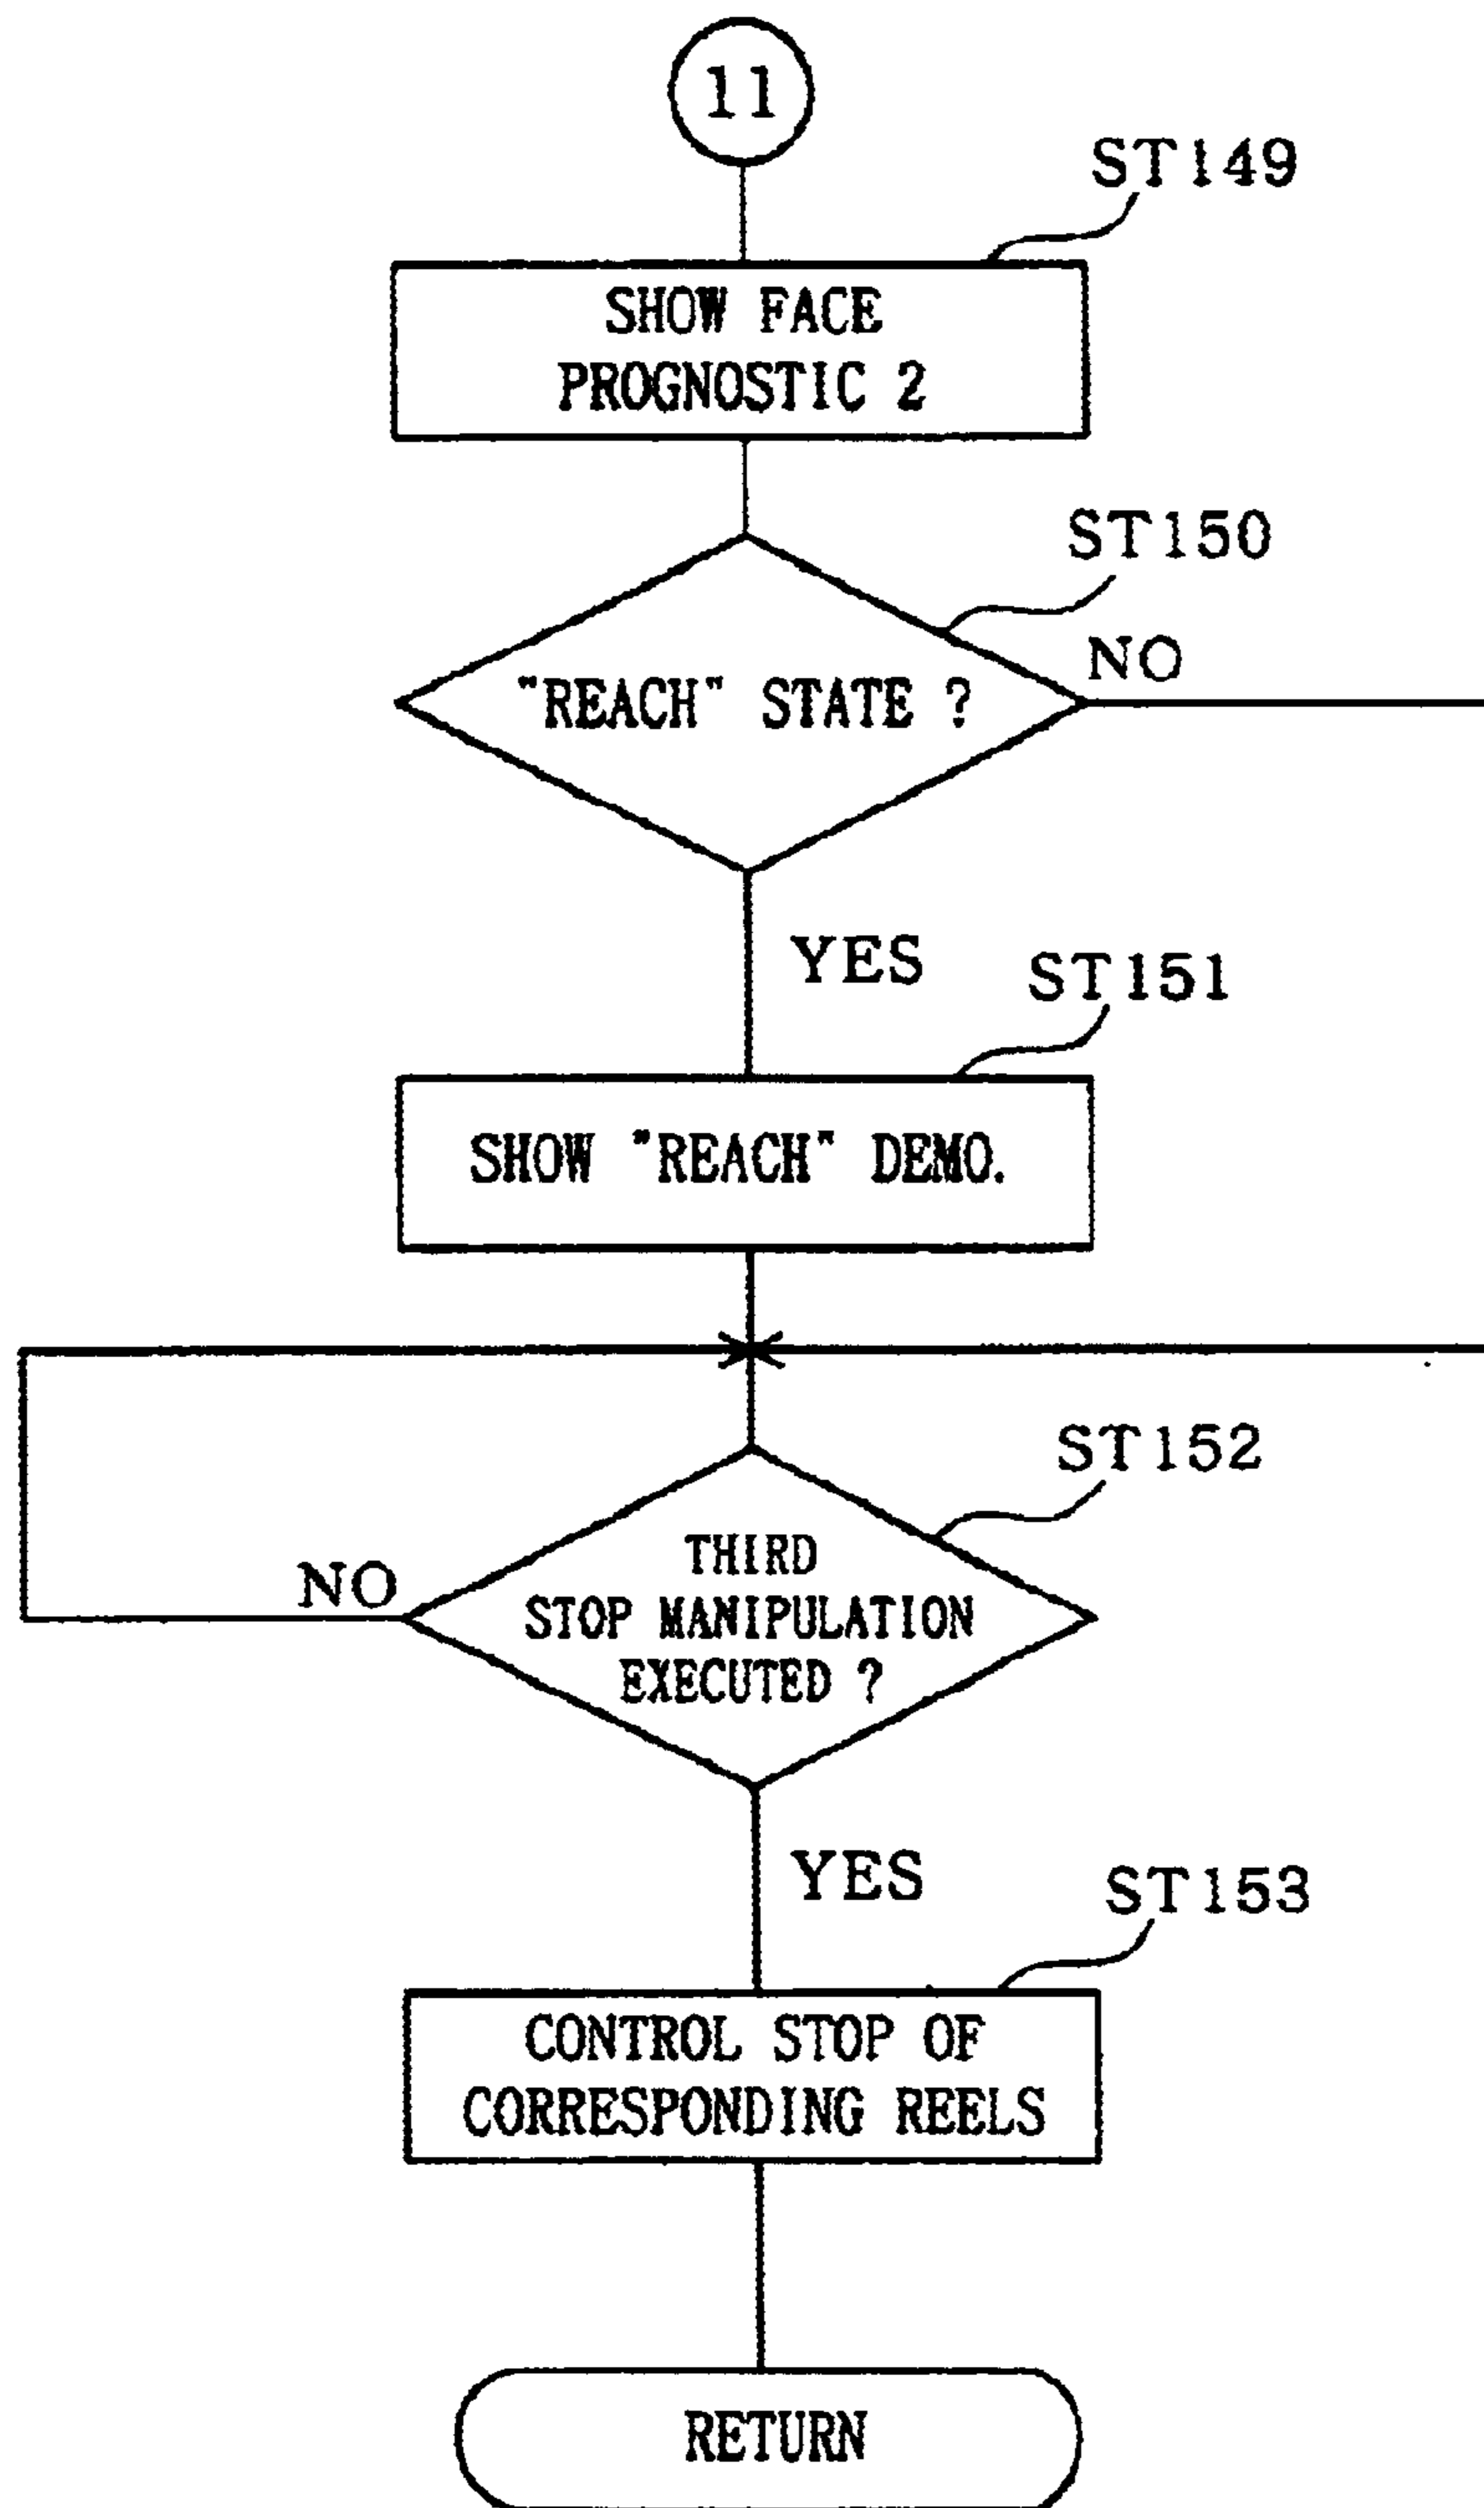 11
ST149
SHOW FACE
PROGNOSTIC 2
ST150
NO
"REACH" STATE ?
YES
ST151
SHOW "REACH" DEMO.
ST152
THIRD
NO
STOP MANIPULATION
EXECUTED ?
YES
ST153
CONTROL STOP OF
CORRESPONDING REELS
RETURN